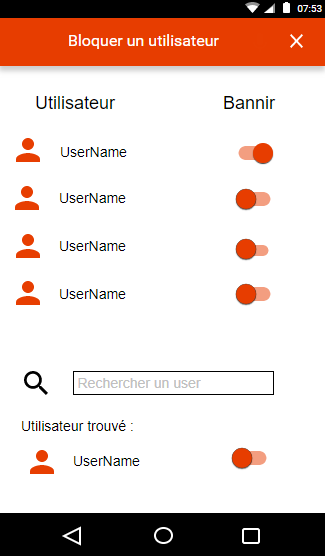 07:53
Bloquer un utilisateur
Utilisateur Bannir
UserName
UserName
UserName
UserName
Rechercher un user
Utilisateur trouvé :
UserName